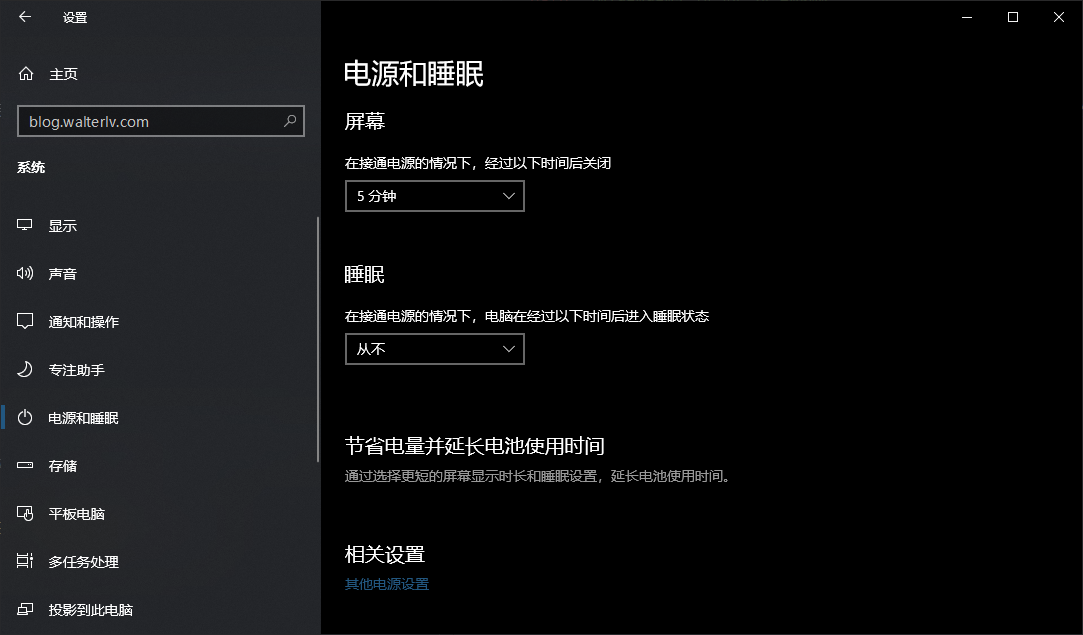 设置
主页
blog.walterlv.com
系统
显示
声音
通知和操作
专注助手
电源和睡眠
存储
平板电脑
多任务处理
投影到此电脑
电源和睡眠
屏幕
在接通电源的情况下，经过以下时间后关闭
5 分钟
睡眠
在接通电源的情况下，电脑在经过以下时间后进入睡眠状态
从不
节省电量并延长电池使用时间
通过选择更短的屏幕显示时长和睡眠设置，延长电池使用时间。
相关设置
其他电源设置